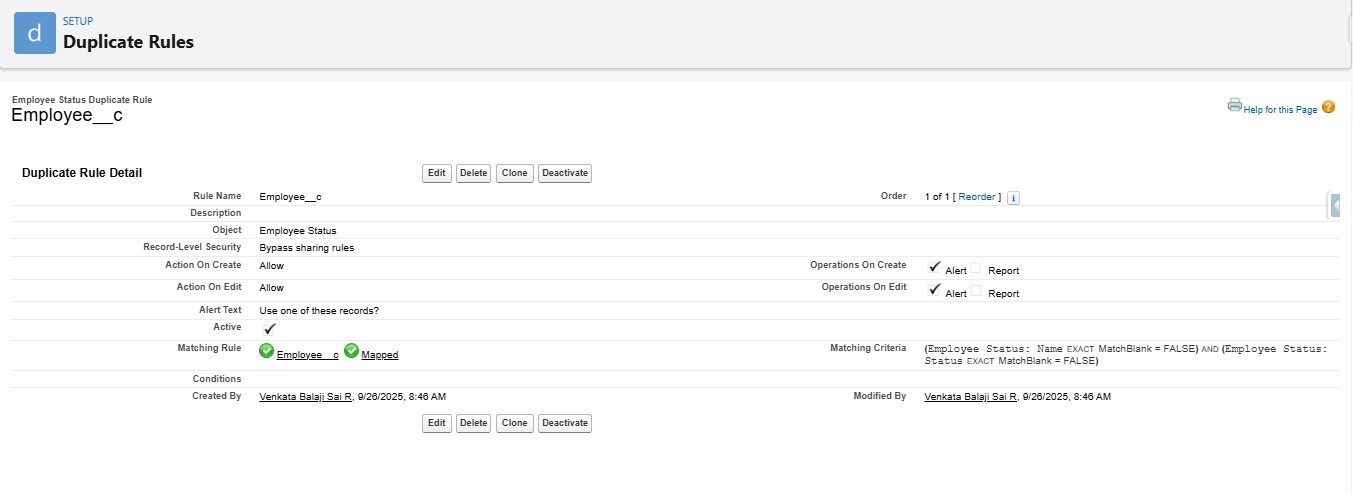 d
SETUP
Duplicate Rules
Employee Status Duplicate Rule
Employee__c
Help for this Page ?
Duplicate Rule Detail
Edit Delete Clone Deactivate
Rule Name Employee__c Order 1 of 1 [ Reorder ] i
Description
Object Employee Status
Record-Level Security Bypass sharing rules
Action On Create Allow Operations On Create Alert Report
Action On Edit Allow Operations On Edit Alert Report
Alert Text Use one of these records?
Active
Matching Rule Employee__c Mapped Matching Criteria (Employee Status: Name EXACT MatchBlank = FALSE) AND (Employee Status:
Status EXACT MatchBlank = FALSE)
Conditions
Created By Venkata Balaji Sai R, 9/26/2025, 8:46 AM Modified By Venkata Balaji Sai R, 9/26/2025, 8:46 AM
Edit Delete Clone Deactivate